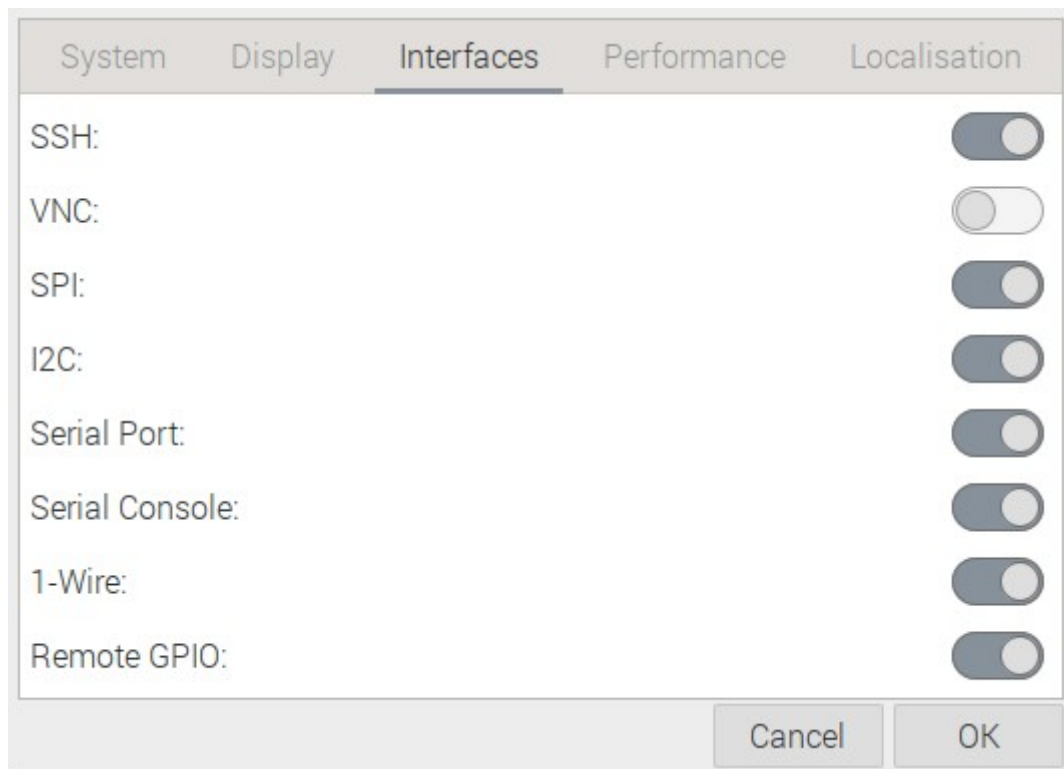 System Display Interfaces Performance Localisation
SSH:
VNC:
SPI:
I2C:
Serial Port:
Serial Console:
1-Wire:
Remote GPIO:
Cancel OK